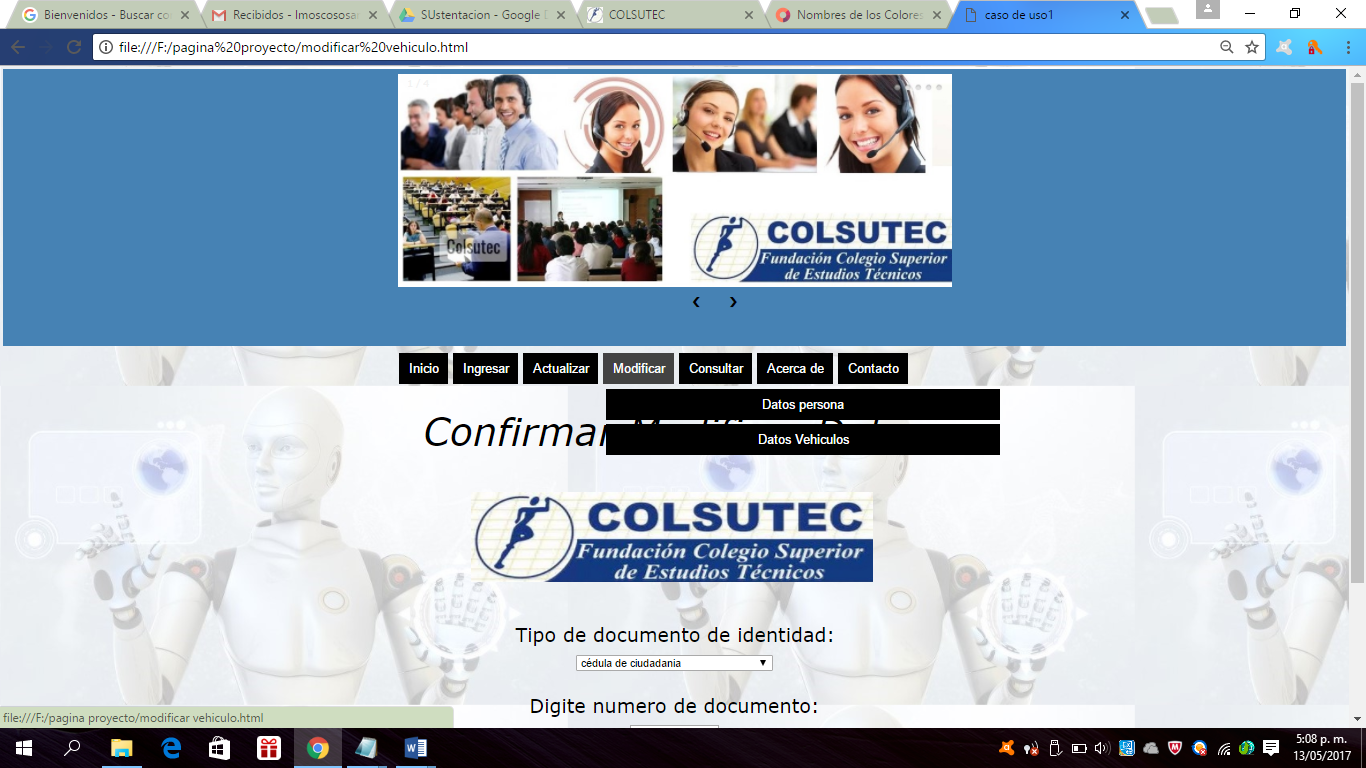 Bienvenidos - Buscar co
Recibidos - lmoscososa
SUstentacion - Google D
COLSUTEC
Nombres de los Colores
caso de uso1
file:///F:/pagina%20proyecto/modificar%20vehiculo.html
1 / 4
Colsutec
COLSUTEC
Fundación Colegio Superior
de Estudios Técnicos
‹ ›
Inicio Ingresar Actualizar Modificar Consultar Acerca de Contacto
Datos persona
Confirmar
Datos Vehiculos
COLSUTEC
Fundación Colegio Superior
de Estudios Técnicos
Tipo de documento de identidad:
cédula de ciudadania
Digite numero de documento:
file:///F:/pagina proyecto/modificar vehiculo.html
5:08 p. m.
13/05/2017